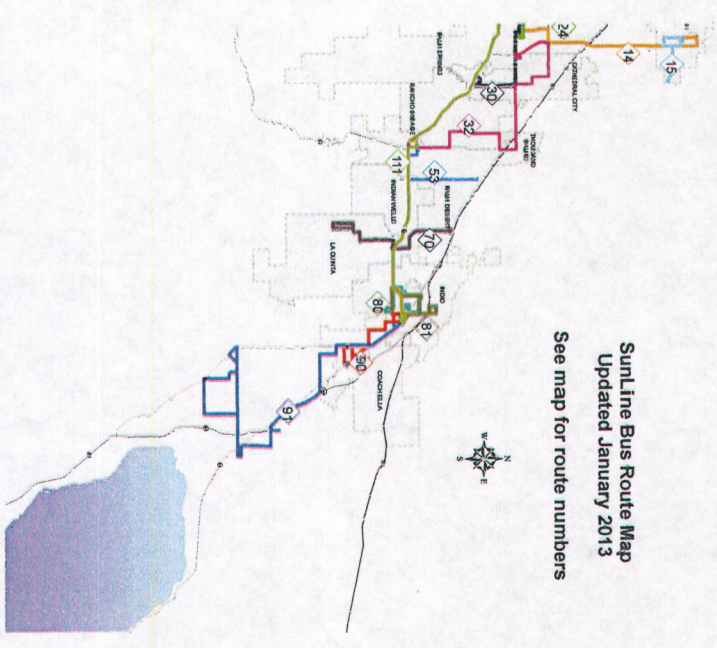 SunLine Bus Route Map
Updated January 2013
See map for route numbers
N
W
E
S
15
14
24
CATHEDRAL CITY
PALM SPRINGS
30
THOUSAND PALMS
RANCHO MIRAGE
32
111
53
PALM DESERT
INDIAN WELLS
70
LA QUINTA
INDIO
80
81
90
COACHELLA
91